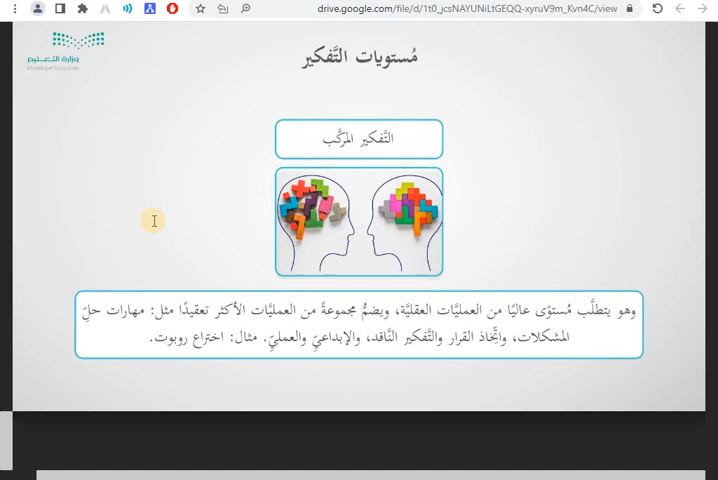 drive.google.com/file/d/1t0_jcsNAYUNiLtGEQQ-xyruV9m_Kvn4C/view
وزارة التعـليم
مُستويات التَّفكير
التَّفكير المركَّب
وهو يتطلَّب مُستوًى عاليًا من العمليَّات العقليَّة، ويضمُّ مجموعةً من العمليَّات الأكثر تعقيدًا مثل: مهارات حلِّ
المشكلات، واتِّخاذ القرار والتَّفكير النَّاقد، والإبداعيِّ والعمليِّ. مثال: اختراع روبوت.